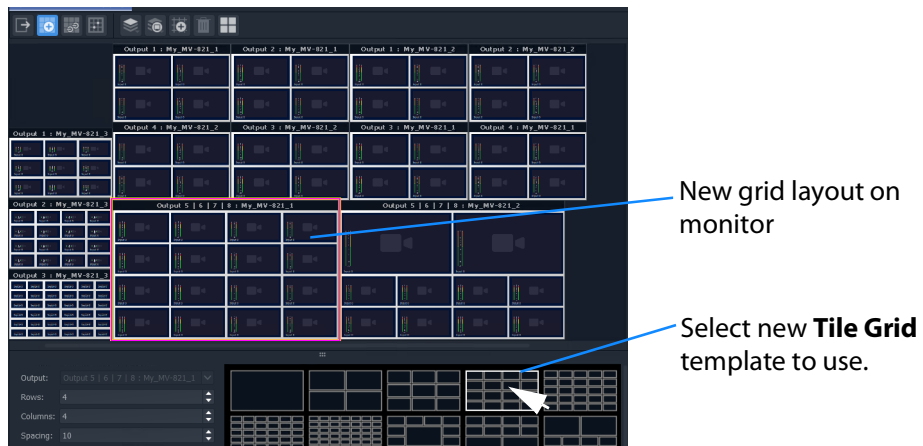 Output 1 : My_MV-821_1 Output 2 : My_MV-821_1 Output 1 : My_MV-821_2 Output 2 : My_MV-821_2
Output 4 : My_MV-821_2 Output 3 : My_MV-821_2 Output 3 : My_MV-821_1 Output 4 : My_MV-821_1
Output 1 : My_MV-821_3
Output 2 : My_MV-821_3
Output 5 | 6 | 7 | 8 : My_MV-821_1 Output 5 | 6 | 7 | 8 : My_MV-821_2
Output 3 : My_MV-821_3
New grid layout on
monitor
Select new Tile Grid
template to use.
Output: Output 5 | 6 | 7 | 8 : My_MV-821_1
Rows: 4
Columns: 4
Spacing: 10